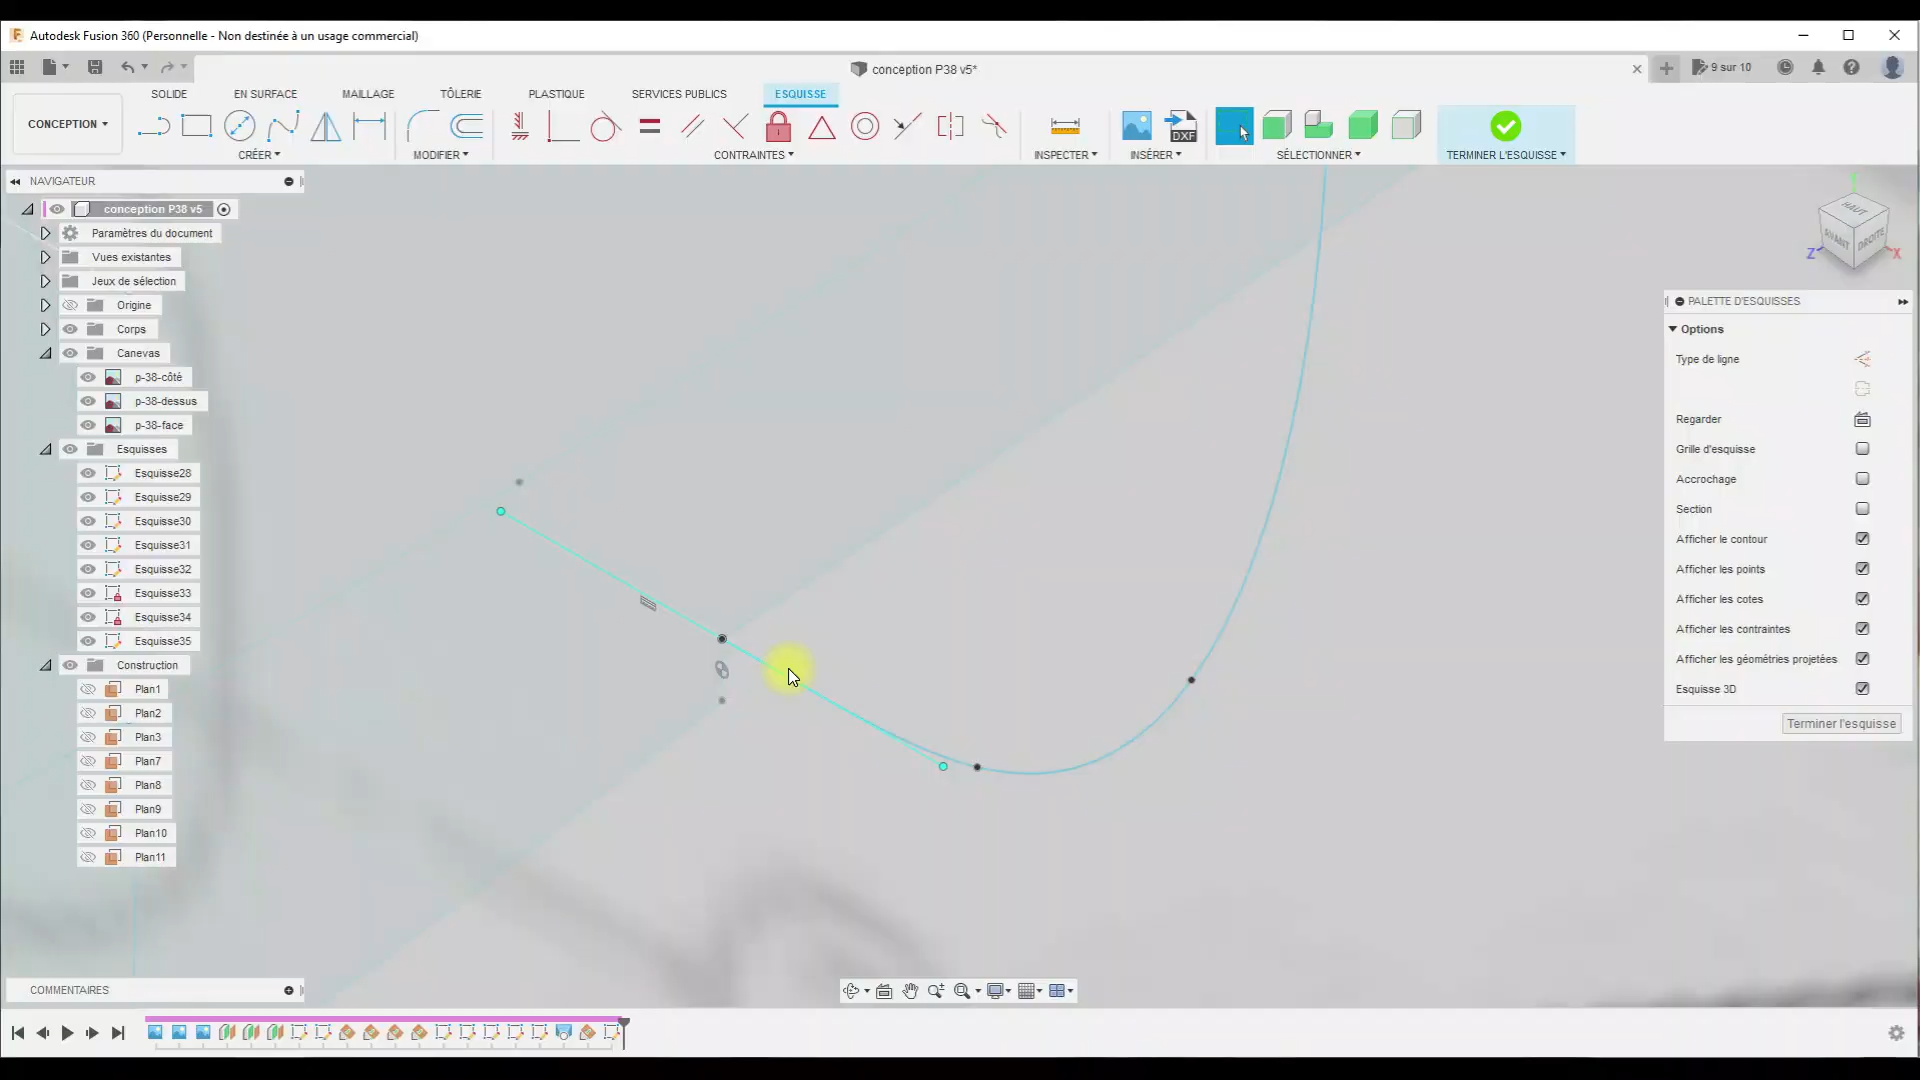 Autodesk Fusion 360 (Personnelle - Non destinée à un usage commercial)
conception P38 v5*
9 sur 10
CONCEPTION
SOLIDE
EN SURFACE
MAILLAGE
TÔLERIE
PLASTIQUE
SERVICES PUBLICS
ESQUISSE
DXF
CRÉER
MODIFIER
CONTRAINTES
INSPECTER
INSÉRER
SÉLECTIONNER
TERMINER L'ESQUISSE
NAVIGATEUR
conception P38 v5
Paramètres du document
Vues existantes
Jeux de sélection
Origine
Corps
Canevas
p-38-côté
p-38-dessus
p-38-face
Esquisses
Esquisse28
Esquisse29
Esquisse30
Esquisse31
Esquisse32
Esquisse33
Esquisse34
Esquisse35
Construction
Plan1
Plan2
Plan3
Plan7
Plan8
Plan9
Plan10
Plan11
Y
HAUT
AVANT
DROITE
Z
X
PALETTE D'ESQUISSES
Options
Type de ligne
Regarder
Grille d'esquisse
Accrochage
Section
Afficher le contour
Afficher les points
Afficher les cotes
Afficher les contraintes
Afficher les géométries projetées
Esquisse 3D
Terminer l'esquisse
COMMENTAIRES